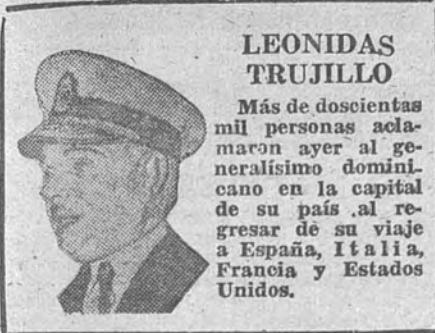 LEONIDAS
TRUJILLO
Más de doscientas
mil personas acla-
maron ayer al ge-
neralísimo domini-
cano en la capital
de su país al re-
gresar de su viaje
a España, Italia,
Francia y Estados
Unidos.